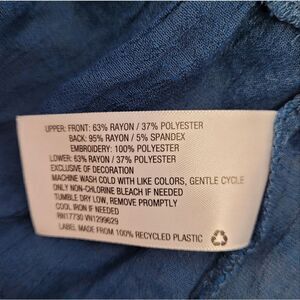 UPPER: FRONT: 63% RAYON / 37% POLYESTER
BACK: 95% RAYON / 5% SPANDEX
EMBROIDERY: 100% POLYESTER
LOWER: 63% RAYON / 37% POLYESTER
EXCLUSIVE OF DECORATION
MACHINE WASH COLD WITH LIKE COLORS, GENTLE CYCLE
ONLY NON-CHLORINE BLEACH IF NEEDED
TUMBLE DRY LOW, REMOVE PROMPTLY
COOL IRON IF NEEDED
RN17730 VN1299629
LABEL MADE FROM 100% RECYCLED PLASTIC